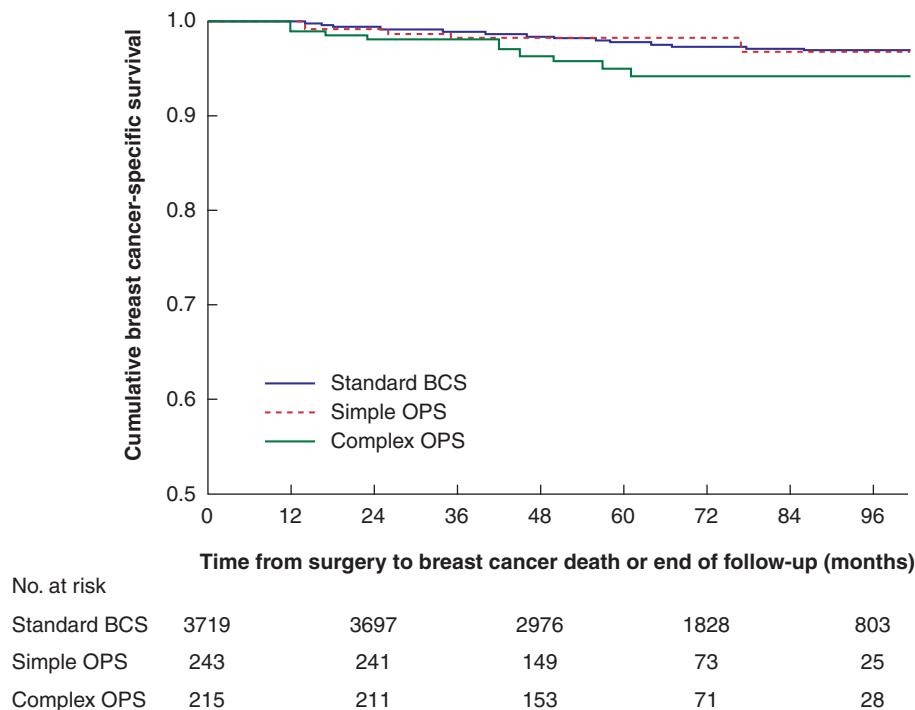 Cumulative breast cancer-specific survival
1.0
0.9
0.8
0.7
0.6
0.5
Standard BCS
Simple OPS
Complex OPS
0 12 24 36 48 60 72 84 96
Time from surgery to breast cancer death or end of follow-up (months)
No. at risk
Standard BCS 3719 3697 2976 1828 803
Simple OPS 243 241 149 73 25
Complex OPS 215 211 153 71 28